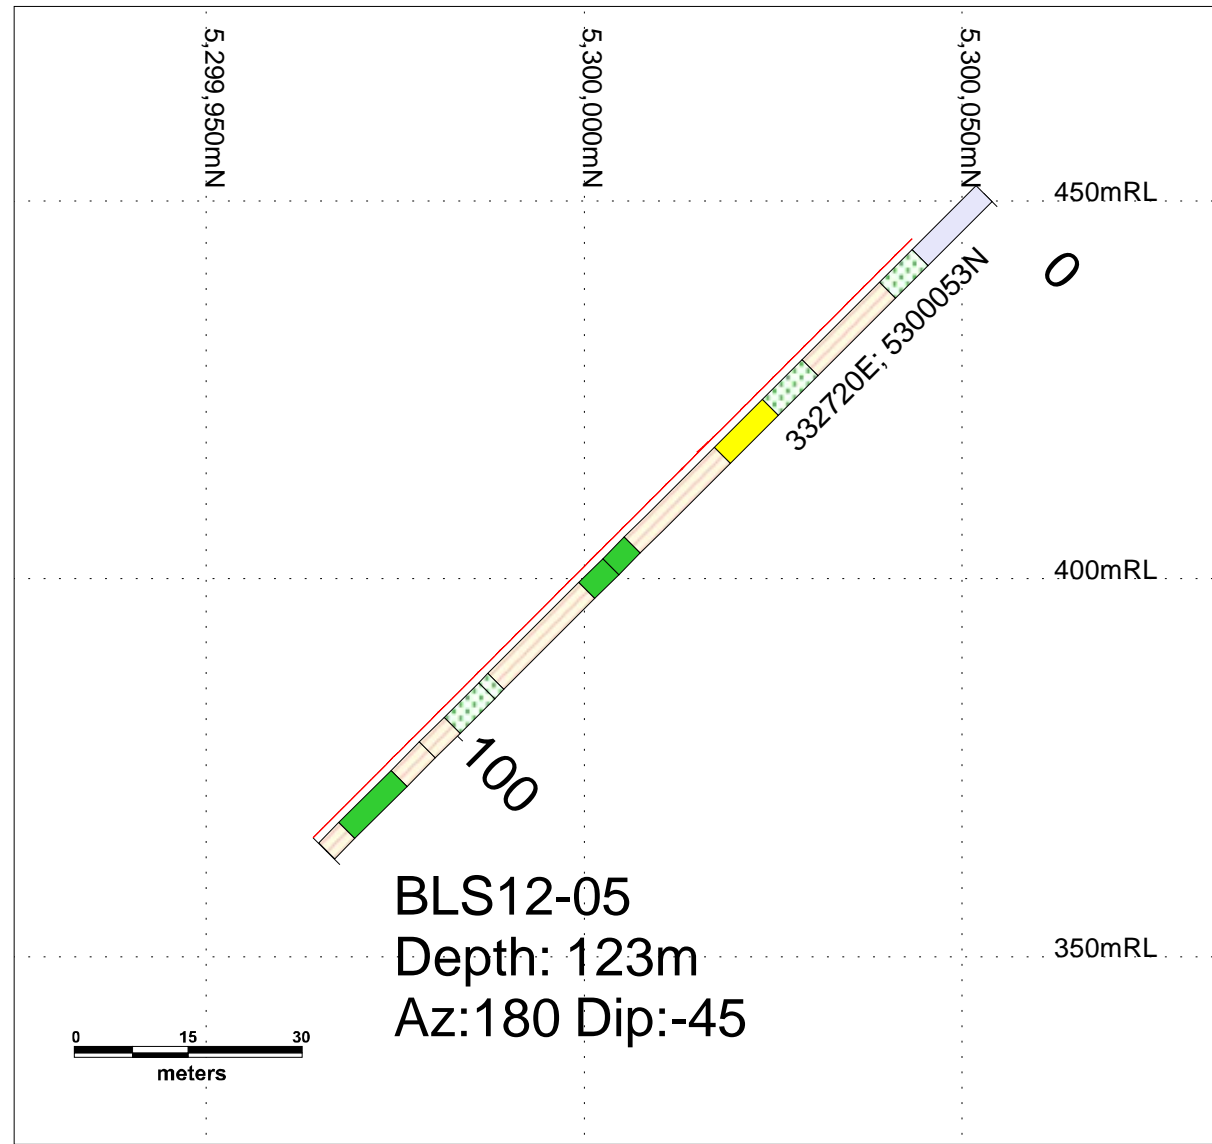 5,299,950mN
5,300,000mN
5,300,050mN
450mRL
0
332720E; 5300053N
400mRL
100
BLS12-05
Depth: 123m
350mRL
Az:180 Dip:-45
0 15 30
meters